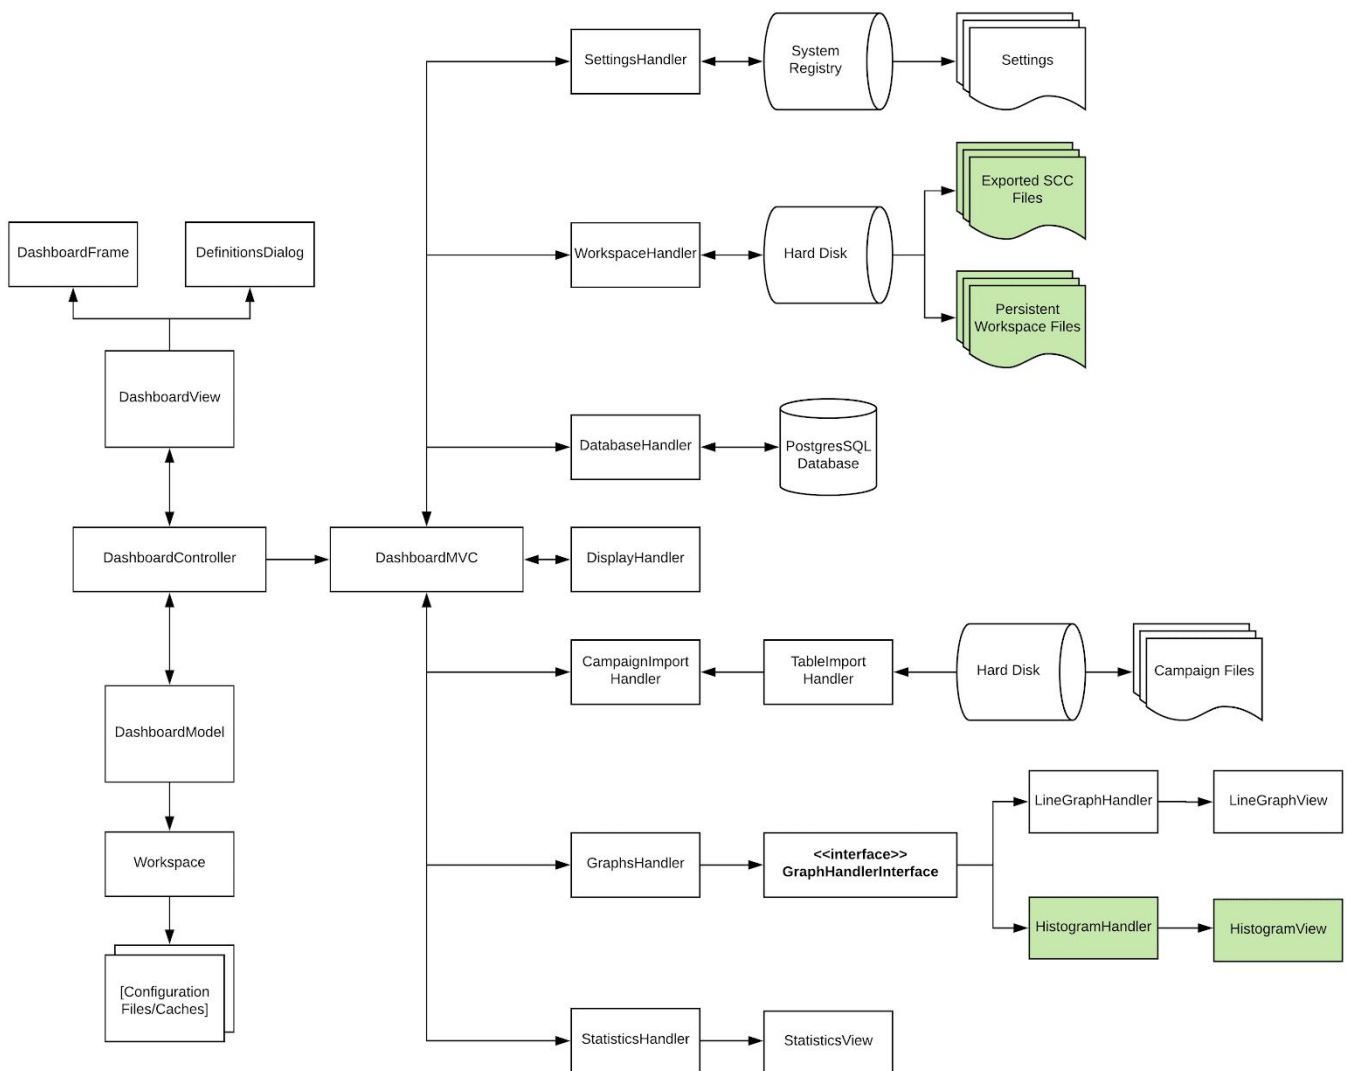 SettingsHandler
System
Registry
Settings
Exported SCC
Files
DashboardFrame
DefinitionsDialog
WorkspaceHandler
Hard Disk
Persistent
Workspace Files
DashboardView
DatabaseHandler
PostgresSQL
Database
DashboardController
DashboardMVC
DisplayHandler
CampaignImport
Handler
TableImport
Handler
Hard Disk
Campaign Files
DashboardModel
LineGraphHandler
LineGraphView
Workspace
GraphsHandler
<<interface>>
GraphHandlerInterface
HistogramHandler
HistogramView
[Configuration
Files/Caches]
StatisticsHandler
StatisticsView